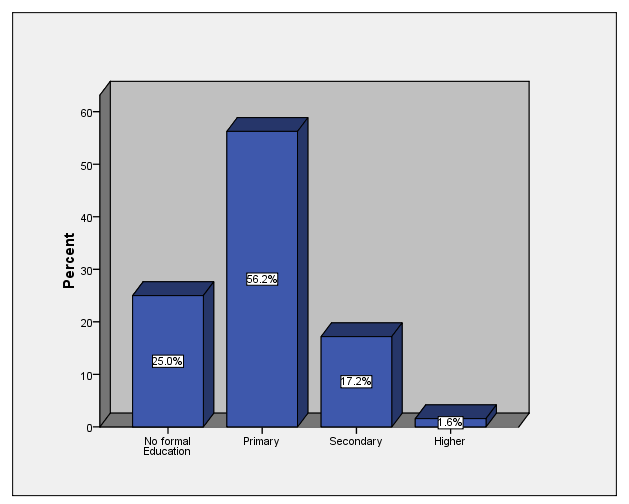 Percent
60
50
40
30
20
10
0
25.0%
56.2%
17.2%
1.6%
No formal
Education
Primary
Secondary
Higher